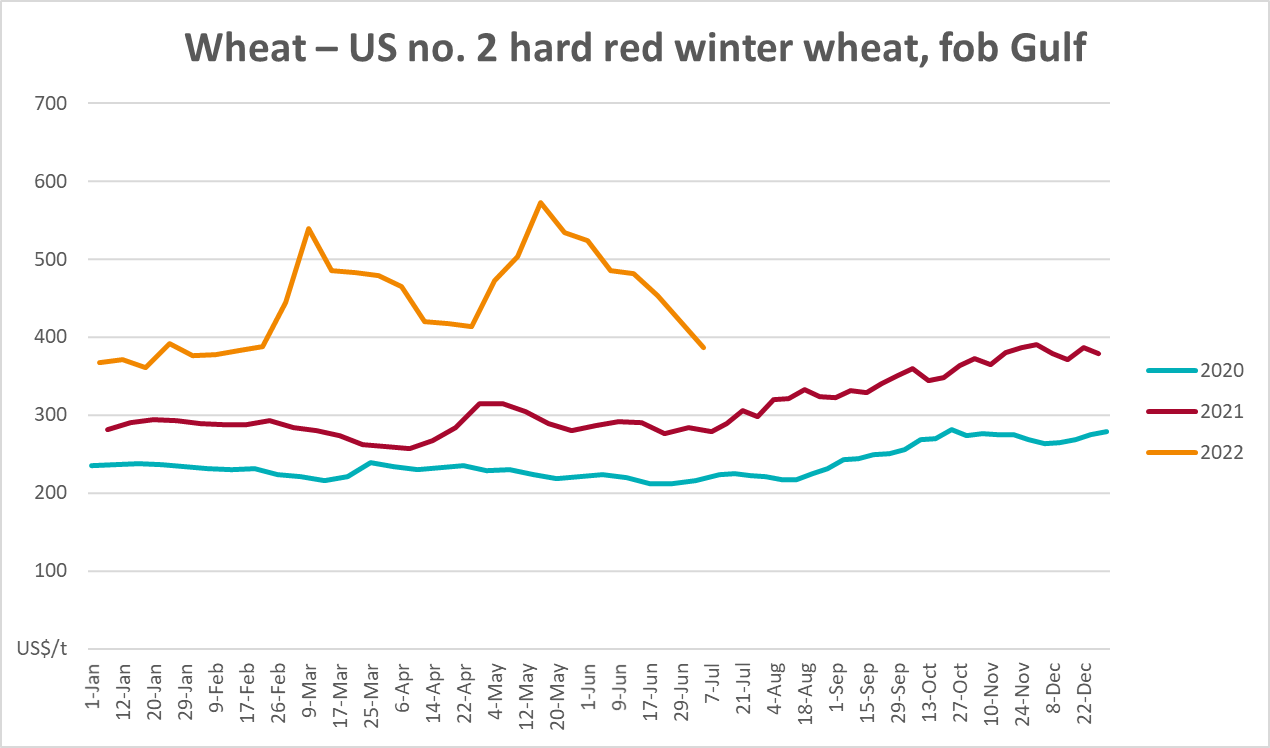 Wheat – US no. 2 hard red winter wheat, fob Gulf
700
600
500
400
300
200
100
US$/t
1-Jan
12-Jan
20-Jan
29-Jan
9-Feb
17-Feb
26-Feb
9-Mar
17-Mar
25-Mar
6-Apr
14-Apr
22-Apr
4-May
12-May
20-May
1-Jun
9-Jun
17-Jun
29-Jun
7-Jul
21-Jul
4-Aug
18-Aug
1-Sep
15-Sep
29-Sep
13-Oct
27-Oct
10-Nov
24-Nov
8-Dec
22-Dec
2020
2021
2022